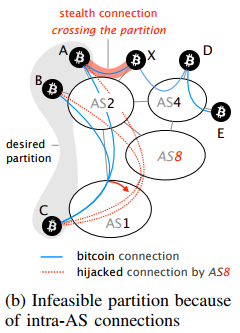 stealth connection
crossing the partition
A
X
D
B
AS2
AS4
E
desired
partition
AS8
C
AS1
bitcoin connection
hijacked connection by AS8
(b) Infeasible partition because
of intra-AS connections